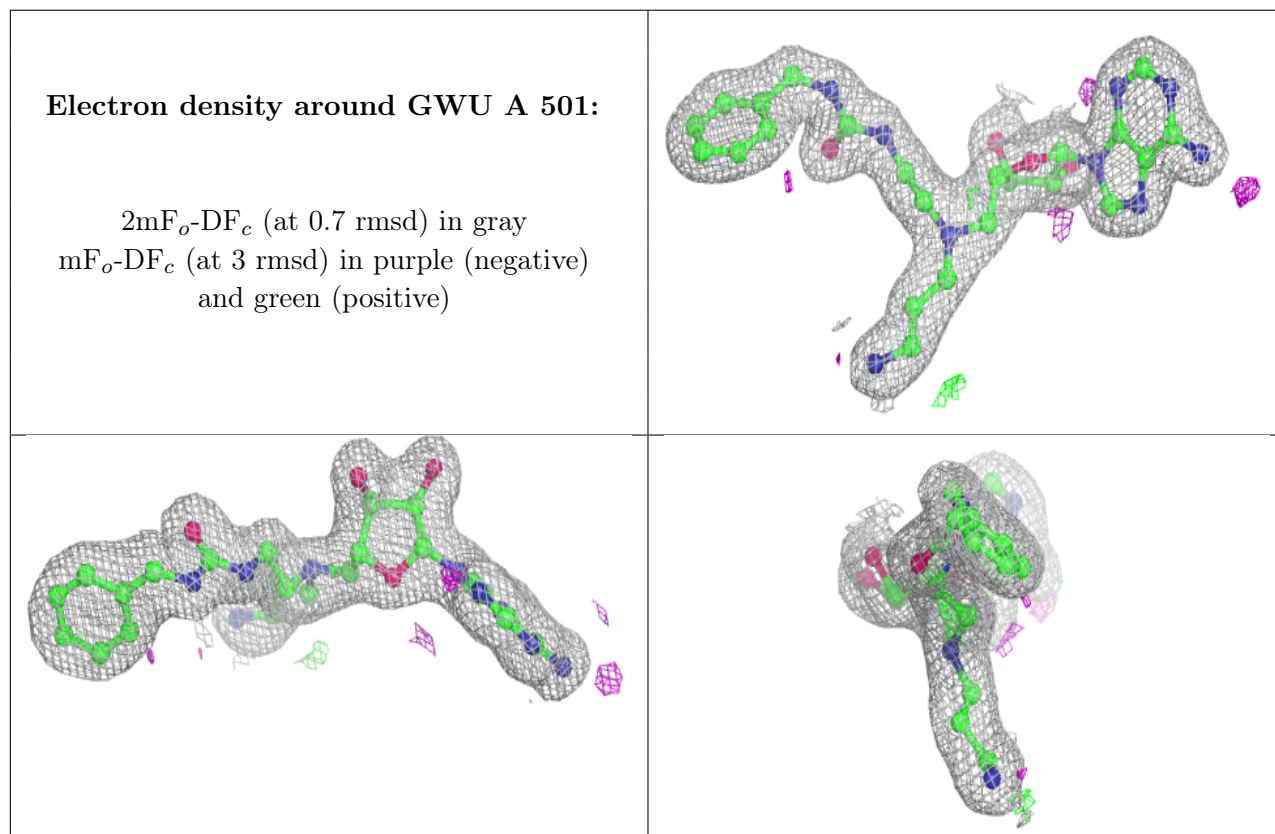 Electron density around GWU A 501:
2mFₒ-DF𝒸 (at 0.7 rmsd) in gray
mFₒ-DF𝒸 (at 3 rmsd) in purple (negative)
and green (positive)